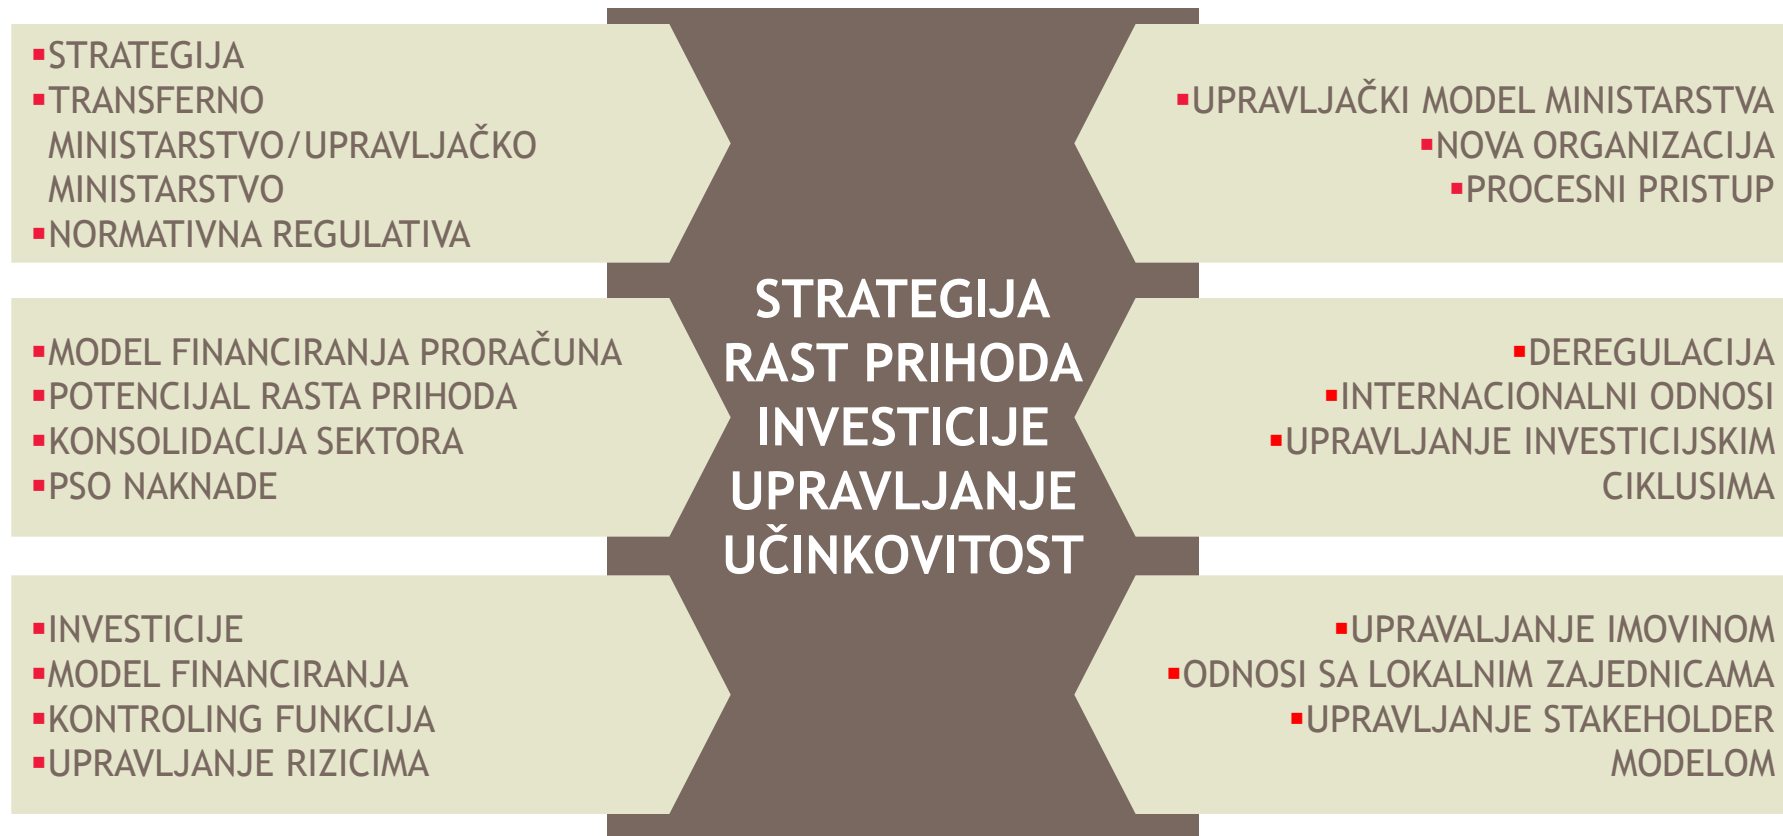 ▪STRATEGIJA
▪TRANSFERNO
MINISTARSTVO/UPRAVLJAČKO
MINISTARSTVO
▪NORMATIVNA REGULATIVA
▪MODEL FINANCIRANJA PRORAČUNA
▪POTENCIJAL RASTA PRIHODA
▪KONSOLIDACIJA SEKTORA
▪PSO NAKNADE
▪INVESTICIJE
▪MODEL FINANCIRANJA
▪KONTROLING FUNKCIJA
▪UPRAVLJANJE RIZICIMA
STRATEGIJA
RAST PRIHODA
INVESTICIJE
UPRAVLJANJE
UČINKOVITOST
▪UPRAVLJAČKI MODEL MINISTARSTVA
▪NOVA ORGANIZACIJA
▪PROCESNI PRISTUP
▪DEREGULACIJA
▪INTERNACIONALNI ODNOSI
▪UPRAVLJANJE INVESTICIJSKIM
CIKLUSIMA
▪UPRAVALJANJE IMOVINOM
▪ODNOSI SA LOKALNIM ZAJEDNICAMA
▪UPRAVLJANJE STAKEHOLDER
MODELOM